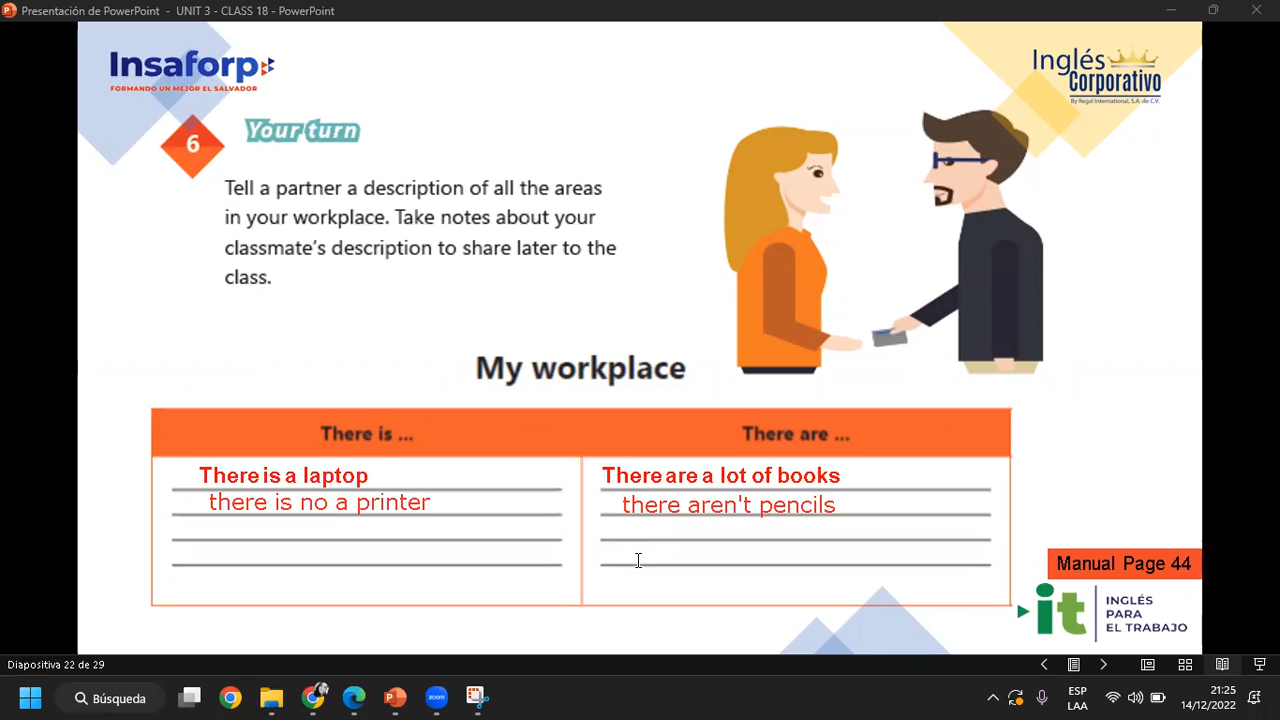 Presentación de PowerPoint - UNIT 3 - CLASS 18 - PowerPoint
Insaforp
FORMANDO UN MEJOR EL SALVADOR
Inglés
Corporativo
By Regal International, S.A. de C.V.
6
Your turn
Tell a partner a description of all the areas
in your workplace. Take notes about your
classmate's description to share later to the
class.
My workplace
There is ...
There are ...
There is a laptop
There are a lot of books
there is no a printer
there aren't pencils
Manual Page 44
it
INGLÉS
PARA
EL TRABAJO
Diapositiva 22 de 29
Búsqueda
zoom
ESP
LAA
21:25
14/12/2022